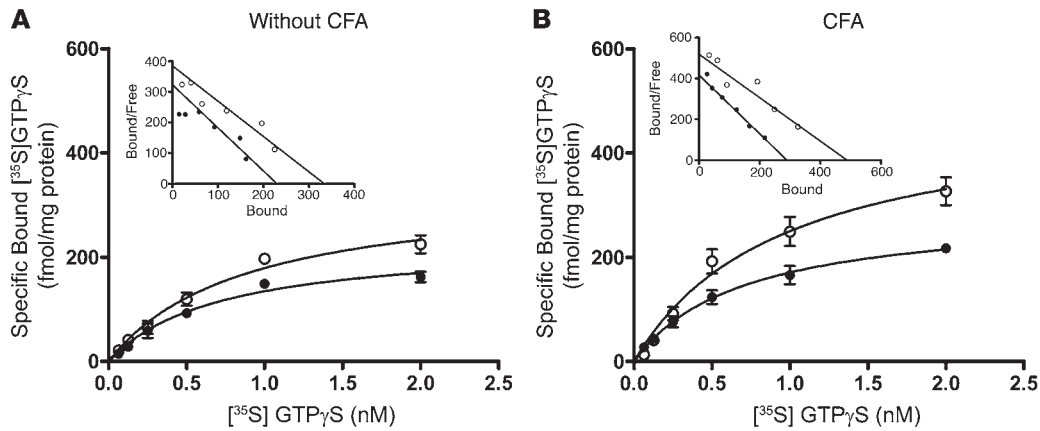 A
Without CFA
600
400
200
0
0.0 0.5 1.0 1.5 2.0 2.5
Specific Bound [³⁵S]GTPγS
(fmol/mg protein)
[³⁵S] GTPγS (nM)
400
300
200
100
0
0 100 200 300 400
Bound/Free
Bound
B
CFA
600
400
200
0
0.0 0.5 1.0 1.5 2.0 2.5
Specific Bound [³⁵S]GTPγS
(fmol/mg protein)
[³⁵S] GTPγS (nM)
600
400
200
0
0 200 400 600
Bound/Free
Bound